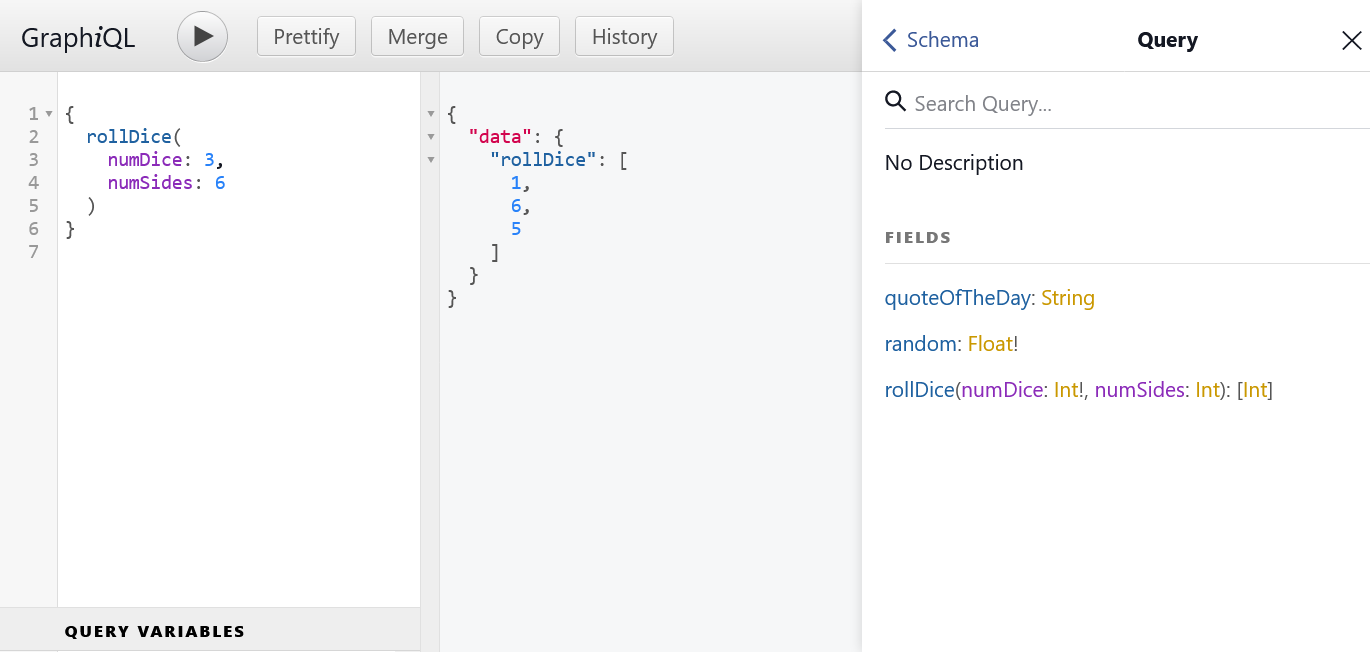 GraphiQL
Prettify
Merge
Copy
History
1 {
2 rollDice(
3 numDice: 3,
4 numSides: 6
5 )
6 }
7
QUERY VARIABLES
{
"data": {
"rollDice": [
1,
6,
5
]
}
}
Schema
Query
Search Query...
No Description
FIELDS
quoteOfTheDay: String
random: Float!
rollDice(numDice: Int!, numSides: Int): [Int]